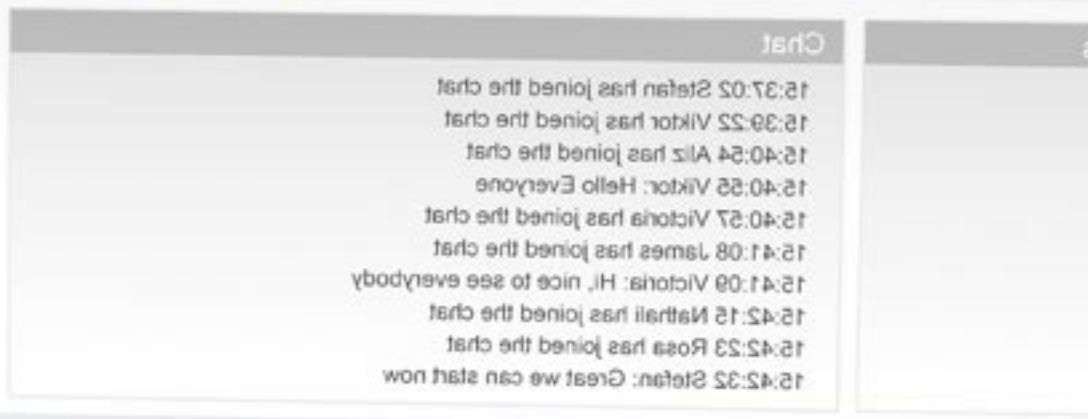 Chat
15:37:02 Stefan has joined the chat
15:39:22 Viktor has joined the chat
15:40:54 Aliz has joined the chat
15:40:55 Viktor: Hello Everyone
15:40:57 Victoria has joined the chat
15:41:08 James has joined the chat
15:41:09 Victoria: Hi, nice to see everybody
15:42:15 Nathali has joined the chat
15:42:23 Rosa has joined the chat
15:42:32 Stefan: Great we can start now